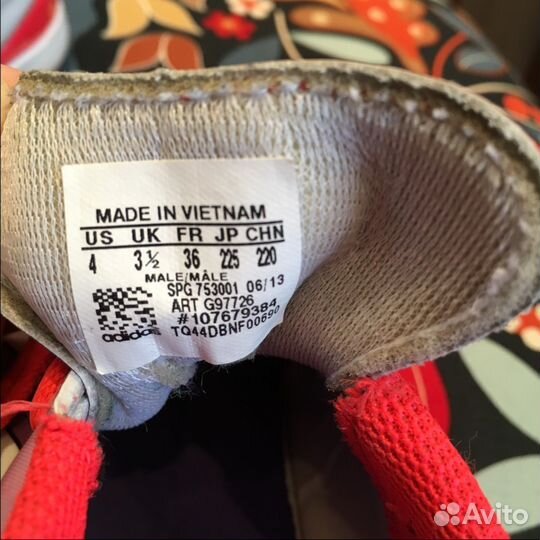 MADE IN VIETNAM
US UK FR JP CHN
4 3½ 36 225 220
MALE/MÂLE
SPG 753001 06/13
ART G97726
#107679384
TQ44DBNF00690
adidas
Avito